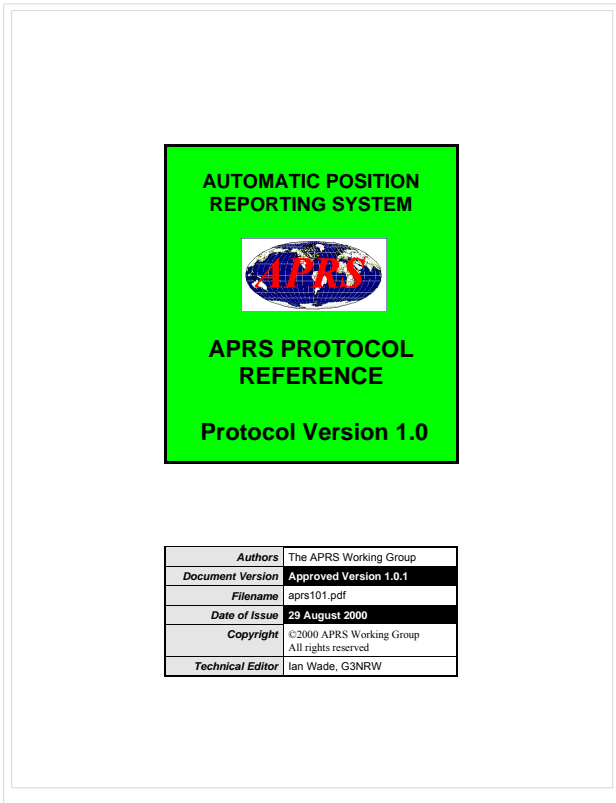 AUTOMATIC POSITION
REPORTING SYSTEM
APRS
APRS PROTOCOL
REFERENCE
Protocol Version 1.0
Authors The APRS Working Group
Document Version Approved Version 1.0.1
Filename aprs101.pdf
Date of Issue 29 August 2000
Copyright ©2000 APRS Working Group
All rights reserved
Technical Editor Ian Wade, G3NRW